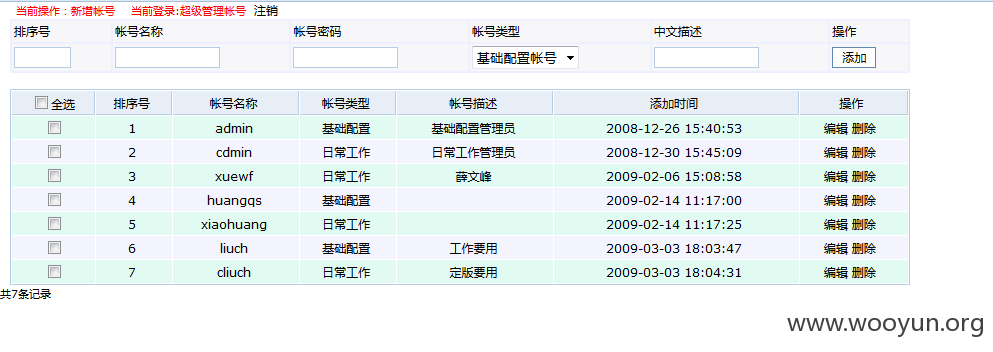 当前操作：新增帐号 当前登录:超级管理帐号 注销
排序号 帐号名称 帐号密码 帐号类型 中文描述 操作
基础配置帐号 添加
全选 排序号 帐号名称 帐号类型 帐号描述 添加时间 操作
1 admin 基础配置 基础配置管理员 2008-12-26 15:40:53 编辑 删除
2 cdmin 日常工作 日常工作管理员 2008-12-30 15:45:09 编辑 删除
3 xuewf 日常工作 薛文峰 2009-02-06 15:08:58 编辑 删除
4 huangqs 基础配置 2009-02-14 11:17:00 编辑 删除
5 xiaohuang 日常工作 2009-02-14 11:17:25 编辑 删除
6 liuch 基础配置 工作要用 2009-03-03 18:03:47 编辑 删除
7 cliuch 日常工作 定版要用 2009-03-03 18:04:31 编辑 删除
共7条记录
www.wooyun.org